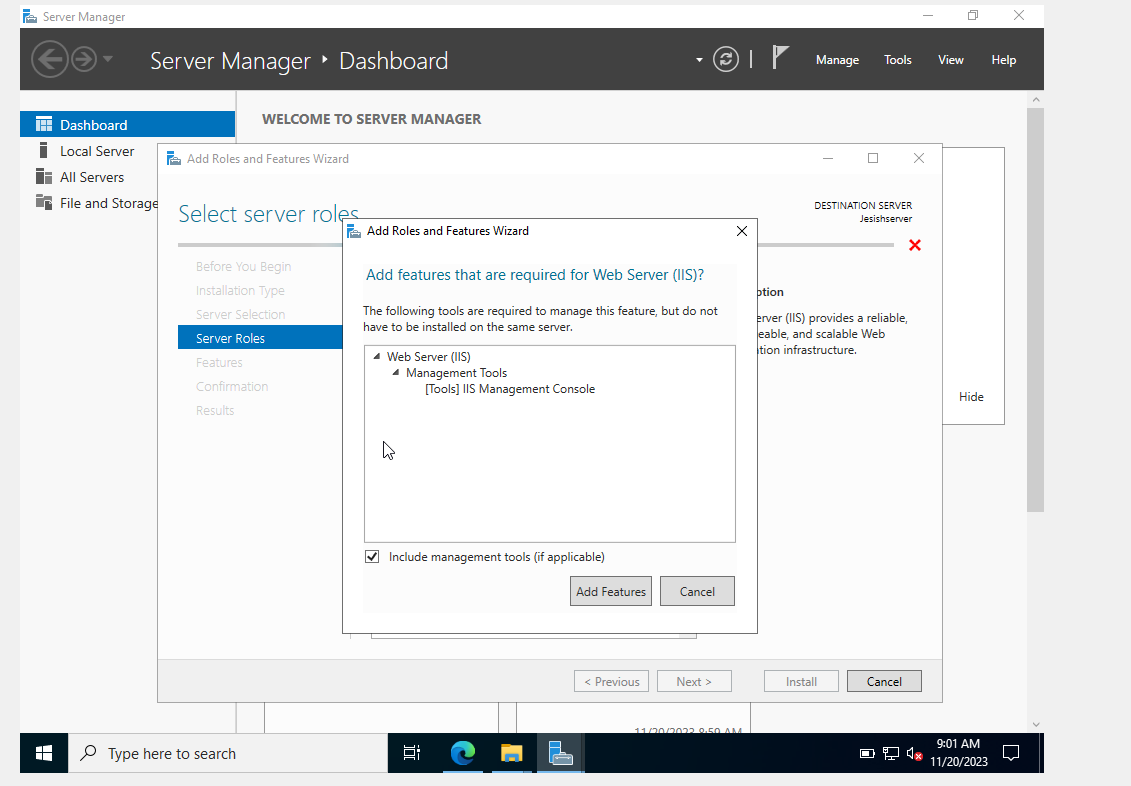 Server Manager
Server Manager ‣ Dashboard
Manage Tools View Help
Dashboard
Local Server
All Servers
File and Storage
WELCOME TO SERVER MANAGER
Add Roles and Features Wizard
Select server roles
DESTINATION SERVER
Jesishserver
Before You Begin
Installation Type
Server Selection
Server Roles
Features
Confirmation
Results
Add Roles and Features Wizard
Add features that are required for Web Server (IIS)?
The following tools are required to manage this feature, but do not
have to be installed on the same server.
Web Server (IIS)
Management Tools
[Tools] IIS Management Console
Include management tools (if applicable)
Add Features Cancel
ption
erver (IIS) provides a reliable,
eable, and scalable Web
tion infrastructure.
Hide
< Previous Next > Install Cancel
11/20/2023 8:59 AM
Type here to search
9:01 AM
11/20/2023